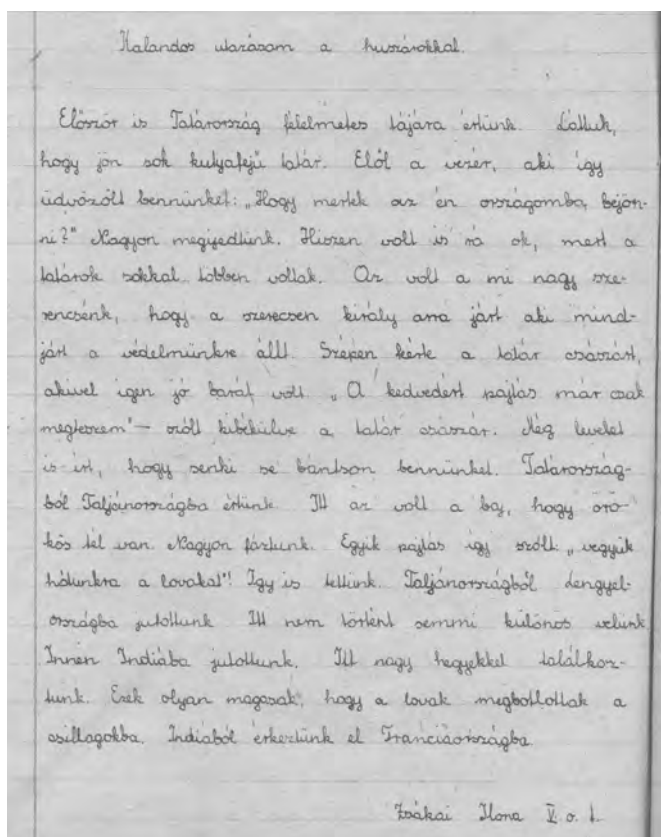 Kalandos utazásom a huszárokkal.
Először is Tatárország félelmetes tájára értünk. Láttuk,
hogy jön sok kutyafejű tatár. Elől a vezér, aki így
üdvözölt bennünket: „Hogy mertek az én országomba bejön-
ni?" Nagyon megijedtünk. Hiszen volt is rá ok, mert a
tatárok sokkal többen voltak. Az volt a mi nagy sze-
rencsénk, hogy a szerecsen király arra járt aki mind-
járt a védelmünkre állt. Szépen kérte a tatár császárt,
akivel igen jó barát volt. „A kedvedért pajtás már csak
megteszem" – szólt kibékülve a tatár császár. Még levelet
is írt, hogy senki se bántson bennünket. Tatárország-
ból Taljánországba értünk. Itt az volt a baj, hogy örö-
kös tél van. Nagyon fáztunk. Egyik pajtás így szólt: „vegyük
hátunkra a lovakat"! Így is tettünk. Taljánországból Lengyel-
országba jutottunk Itt nem történt semmi különös velünk
Innen Indiába jutottunk. Itt nagy hegyekkel találkoz-
tunk. Ezek olyan magasak, hogy a lovak megbotlottak a
csillagokba. Indiából érkeztünk el Franciaországba.
Zsákai Ilona V. o. t.